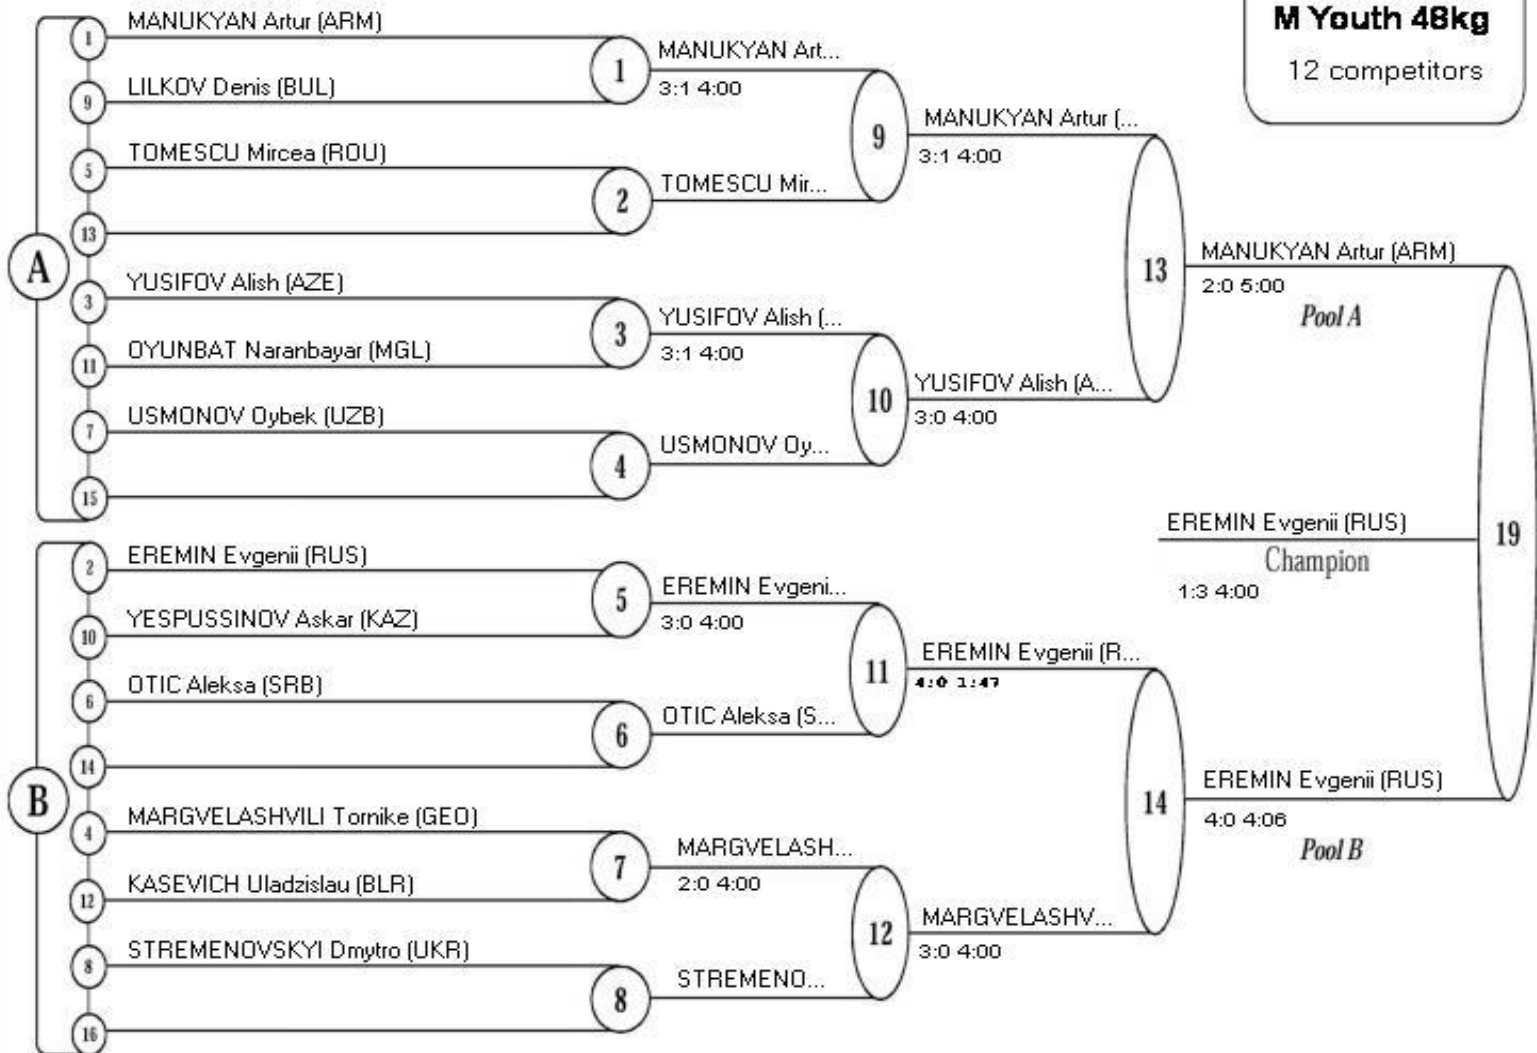 M Youth 48kg
12 competitors
A
1
MANUKYAN Artur (ARM)
9
LILKOV Denis (BUL)
5
TOMESCU Mircea (ROU)
13
3
YUSIFOV Alish (AZE)
11
OYUNBAT Naranbayar (MGL)
7
USMONOV Oybek (UZB)
15
B
2
EREMIN Evgenii (RUS)
10
YESPUSSINOV Askar (KAZ)
6
OTIC Aleksa (SRB)
14
4
MARGVELASHVILI Tornike (GEO)
12
KASEVICH Uladzislau (BLR)
8
STREMENOVSKYI Dmytro (UKR)
16
1
MANUKYAN Art...
3:1 4:00
2
TOMESCU Mir...
3
YUSIFOV Alish (...
3:1 4:00
4
USMONOV Oy...
5
EREMIN Evgeni...
3:0 4:00
6
OTIC Aleksa (S...
7
MARGVELASH...
2:0 4:00
8
STREMENO...
9
MANUKYAN Artur (...
3:1 4:00
10
YUSIFOV Alish (A...
3:0 4:00
11
EREMIN Evgenii (R...
4:0 1:47
12
MARGVELASHV...
3:0 4:00
13
MANUKYAN Artur (ARM)
2:0 5:00
Pool A
14
EREMIN Evgenii (RUS)
4:0 4:06
Pool B
19
EREMIN Evgenii (RUS)
Champion
1:3 4:00